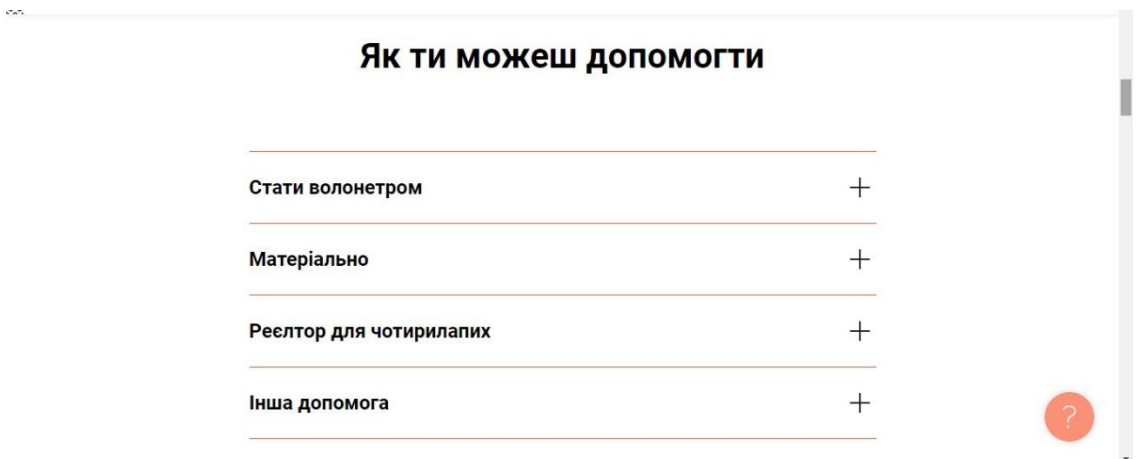 Як ти можеш допомогти
Стати волонетром
Матеріально
Реєлтор для чотирилапих
Інша допомога
?